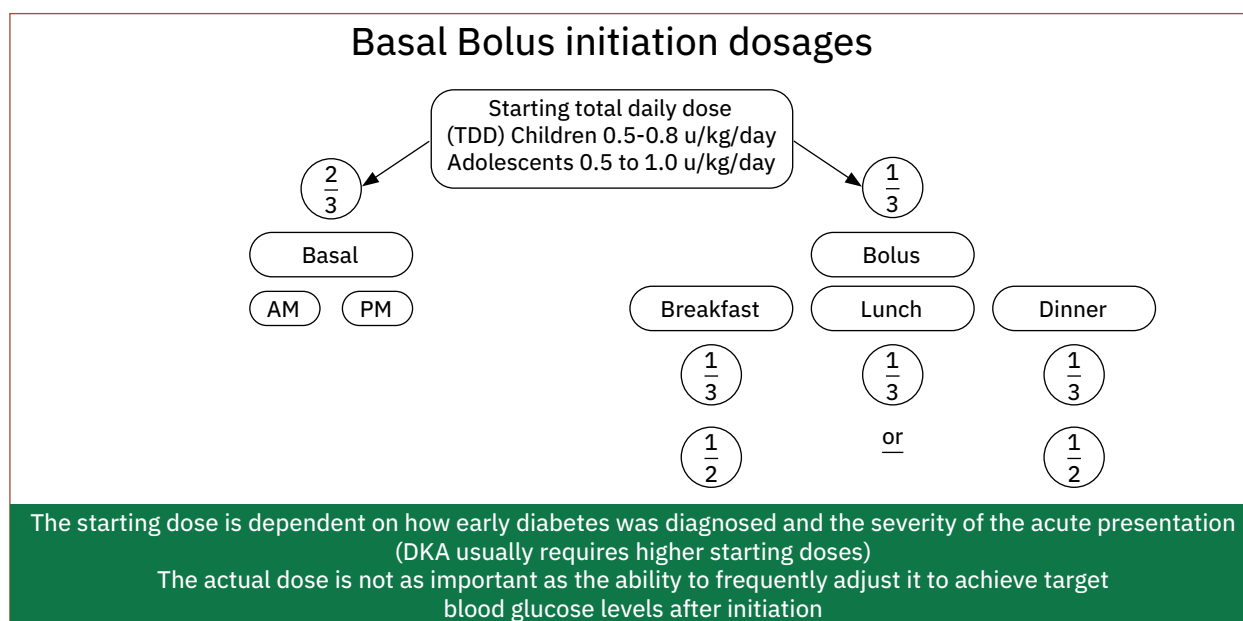 Basal Bolus initiation dosages
Starting total daily dose
(TDD) Children 0.5-0.8 u/kg/day
Adolescents 0.5 to 1.0 u/kg/day
2/3
1/3
Basal
Bolus
AM
PM
Breakfast
Lunch
Dinner
1/3
1/3
1/3
1/2
or
1/2
The starting dose is dependent on how early diabetes was diagnosed and the severity of the acute presentation
(DKA usually requires higher starting doses)
The actual dose is not as important as the ability to frequently adjust it to achieve target
blood glucose levels after initiation